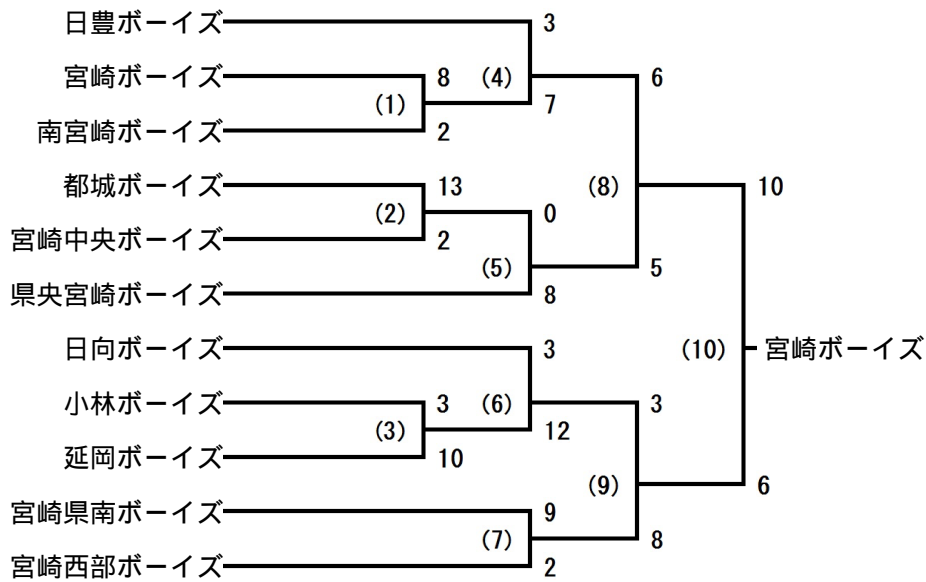 日豊ボーイズ 3
宮崎ボーイズ 8 (4) 6
(1) 7
南宮崎ボーイズ 2
都城ボーイズ 13 (8) 10
(2) 0
宮崎中央ボーイズ 2
(5) 5
県央宮崎ボーイズ 8
日向ボーイズ 3 (10) 宮崎ボーイズ
小林ボーイズ 3 (6) 3
(3) 12
延岡ボーイズ 10
(9) 6
宮崎県南ボーイズ 9
(7) 8
宮崎西部ボーイズ 2